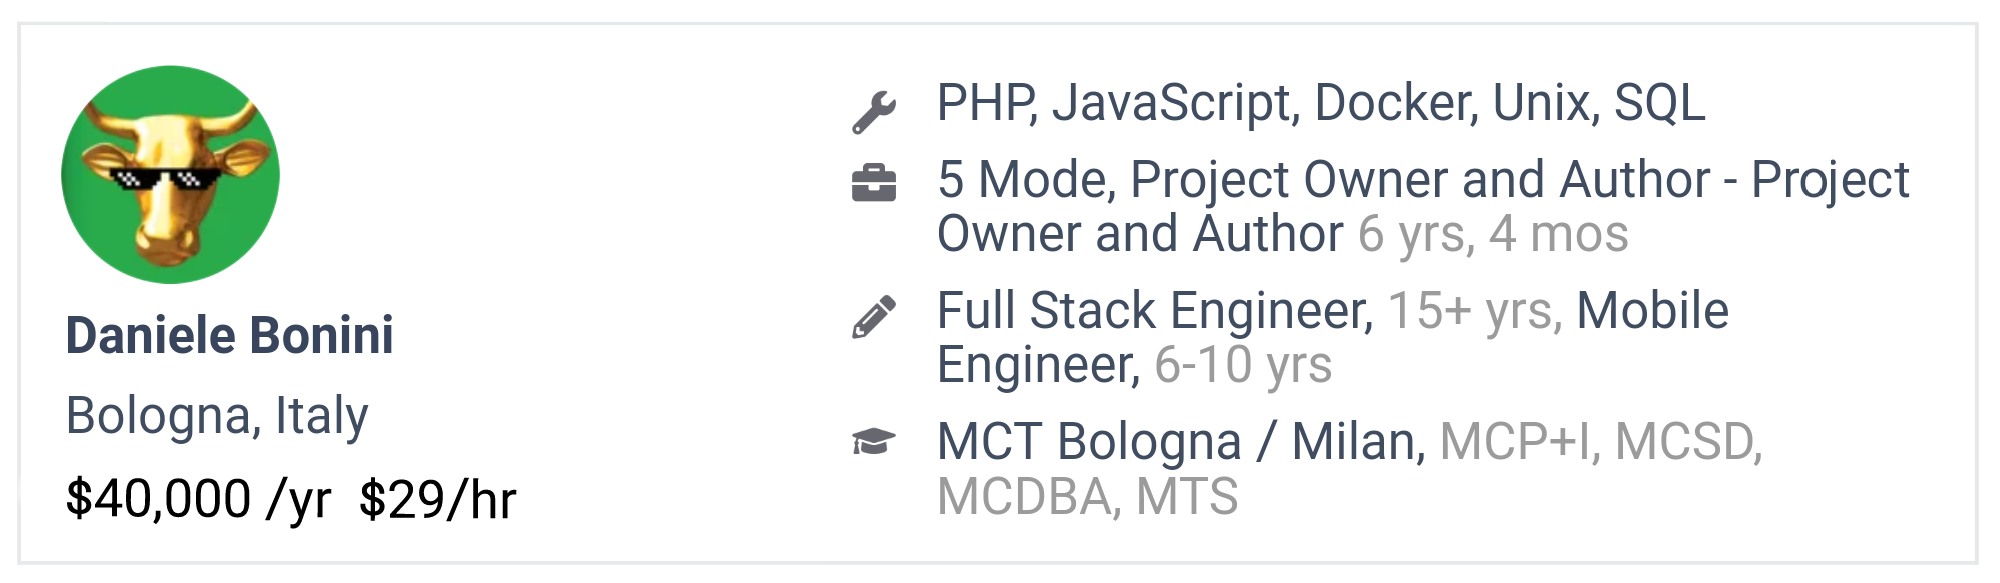 Daniele Bonini
Bologna, Italy
$40,000 /yr $29/hr
PHP, JavaScript, Docker, Unix, SQL
5 Mode, Project Owner and Author - Project
Owner and Author 6 yrs, 4 mos
Full Stack Engineer, 15+ yrs, Mobile
Engineer, 6-10 yrs
MCT Bologna / Milan, MCP+I, MCSD,
MCDBA, MTS